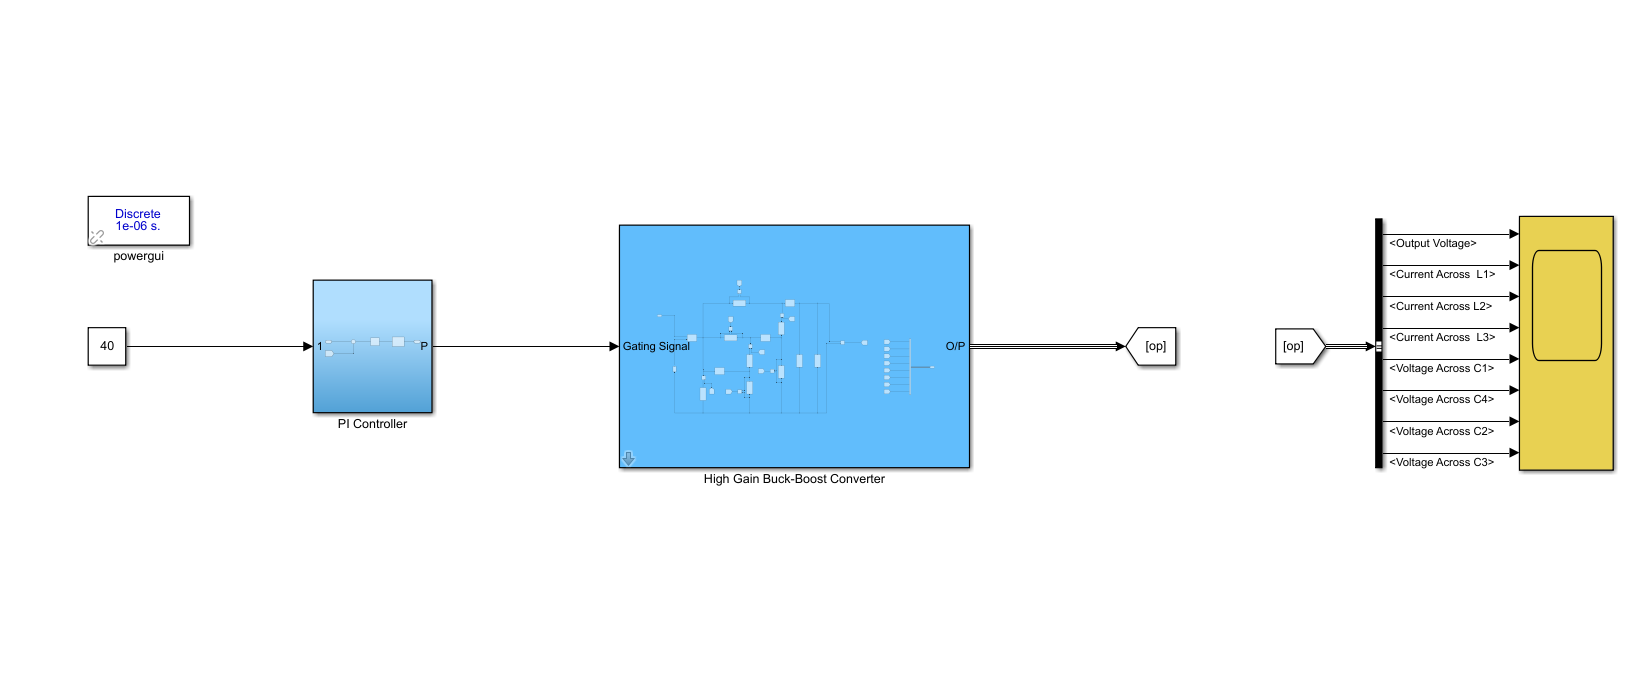 Discrete
1e-06 s.
powergui
40
1
P
PI Controller
Gating Signal
O/P
High Gain Buck-Boost Converter
[op]
[op]
<Output Voltage>
<Current Across  L1>
<Current Across L2>
<Current Across  L3>
<Voltage Across C1>
<Voltage Across C4>
<Voltage Across C2>
<Voltage Across C3>